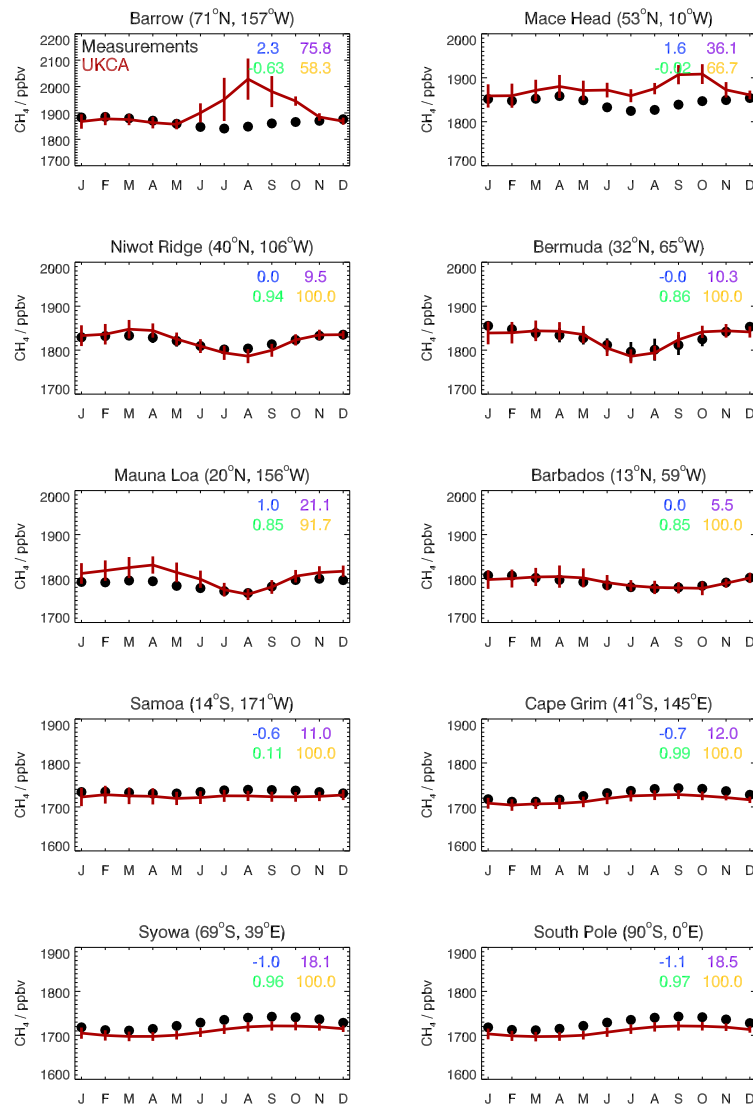 Barrow (71°N, 157°W)
Measurements 2.3 75.8
UKCA -0.63 58.3
CH4 / ppbv
2200
2100
2000
1900
1800
1700
J F M A M J J A S O N D
Mace Head (53°N, 10°W)
1.6 36.1
-0.02 66.7
CH4 / ppbv
2000
1900
1800
1700
J F M A M J J A S O N D
Niwot Ridge (40°N, 106°W)
0.0 9.5
0.94 100.0
CH4 / ppbv
2000
1900
1800
1700
J F M A M J J A S O N D
Bermuda (32°N, 65°W)
-0.0 10.3
0.86 100.0
CH4 / ppbv
2000
1900
1800
1700
J F M A M J J A S O N D
Mauna Loa (20°N, 156°W)
1.0 21.1
0.85 91.7
CH4 / ppbv
2000
1900
1800
1700
J F M A M J J A S O N D
Barbados (13°N, 59°W)
0.0 5.5
0.85 100.0
CH4 / ppbv
2000
1900
1800
1700
J F M A M J J A S O N D
Samoa (14°S, 171°W)
-0.6 11.0
0.11 100.0
CH4 / ppbv
1900
1800
1700
1600
J F M A M J J A S O N D
Cape Grim (41°S, 145°E)
-0.7 12.0
0.99 100.0
CH4 / ppbv
1900
1800
1700
1600
J F M A M J J A S O N D
Syowa (69°S, 39°E)
-1.0 18.1
0.96 100.0
CH4 / ppbv
1900
1800
1700
1600
J F M A M J J A S O N D
South Pole (90°S, 0°E)
-1.1 18.5
0.97 100.0
CH4 / ppbv
1900
1800
1700
1600
J F M A M J J A S O N D